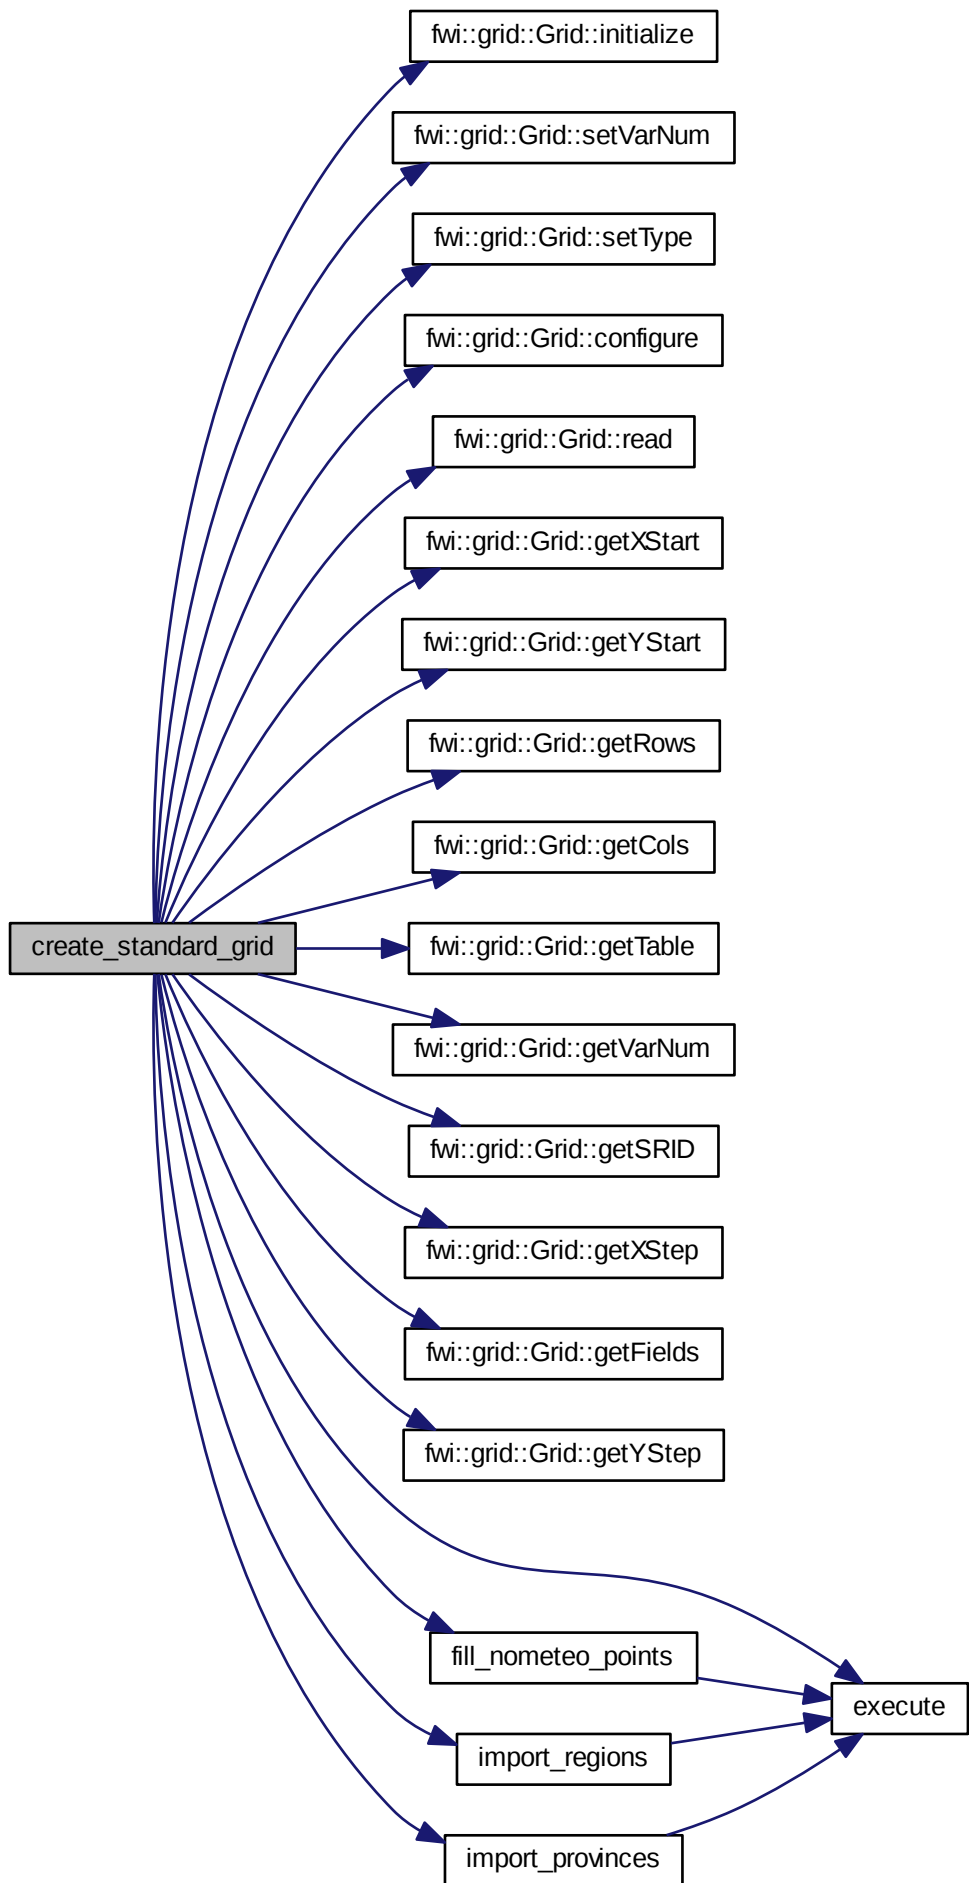 fwi::grid::Grid::initialize
fwi::grid::Grid::setVarNum
fwi::grid::Grid::setType
fwi::grid::Grid::configure
fwi::grid::Grid::read
fwi::grid::Grid::getXStart
fwi::grid::Grid::getYStart
fwi::grid::Grid::getRows
fwi::grid::Grid::getCols
create_standard_grid
fwi::grid::Grid::getTable
fwi::grid::Grid::getVarNum
fwi::grid::Grid::getSRID
fwi::grid::Grid::getXStep
fwi::grid::Grid::getFields
fwi::grid::Grid::getYStep
fill_nometeo_points
execute
import_regions
import_provinces